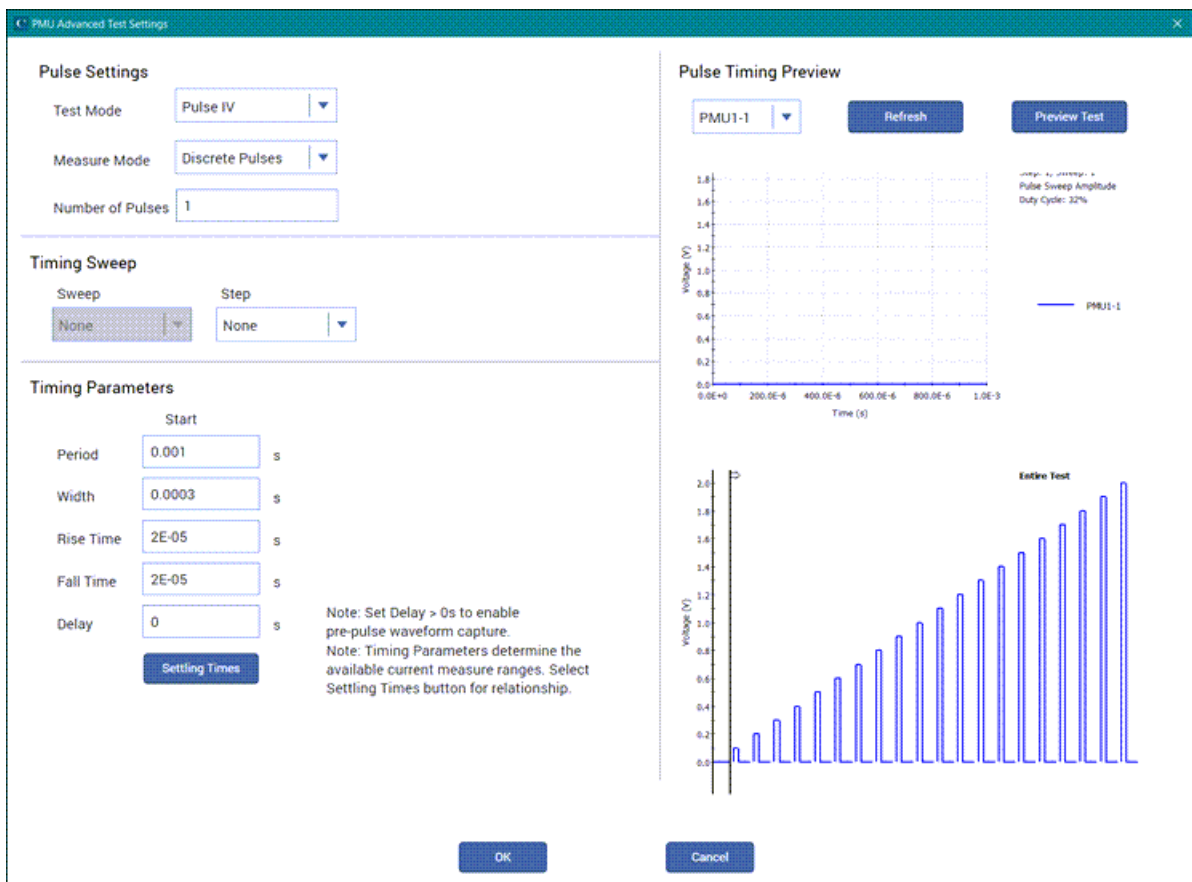 PMU Advanced Test Settings
Pulse Settings
Test Mode
Pulse IV
Measure Mode
Discrete Pulses
Number of Pulses
1
Timing Sweep
Sweep
Step
None
None
Timing Parameters
Start
Period
0.001
s
Width
0.0003
s
Rise Time
2E-05
s
Fall Time
2E-05
s
Delay
0
s
Settling Times
Note: Set Delay > 0s to enable
pre-pulse waveform capture.
Note: Timing Parameters determine the
available current measure ranges. Select
Settling Times button for relationship.
Pulse Timing Preview
PMU1-1
Refresh
Preview Test
Step: 1, Sweep: 1
Pulse Sweep Amplitude
Duty Cycle: 32%
1.8
1.6
1.4
1.2
1.0
0.8
0.6
0.4
0.2
0.0
Voltage (V)
0.0E+0 200.0E-6 400.0E-6 600.0E-6 800.0E-6 1.0E-3
Time (s)
PMU1-1
Entire Test
2.0
1.8
1.6
1.4
1.2
1.0
0.8
0.6
0.4
0.2
0.0
Voltage (V)
OK
Cancel